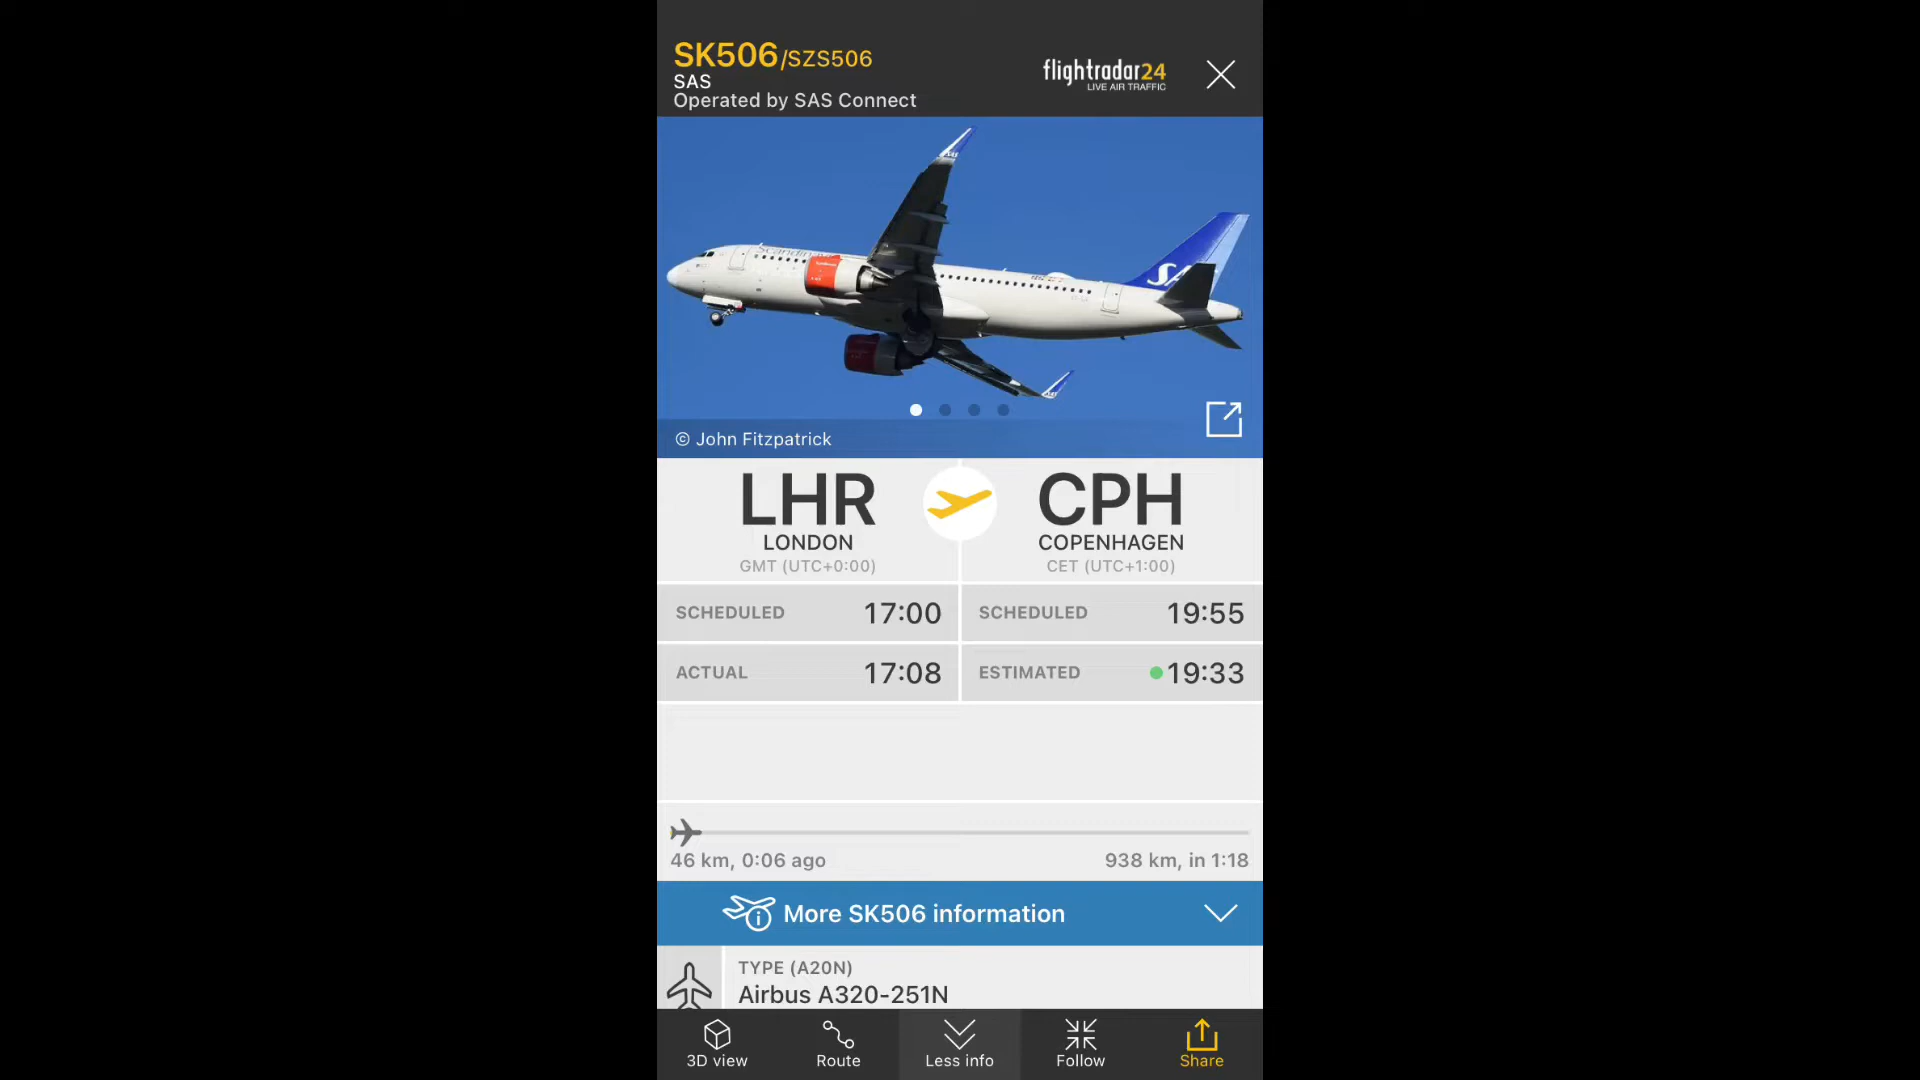 SK506/SZS506
SAS
Operated by SAS Connect
flightradar24
LIVE AIR TRAFFIC
SAS
© John Fitzpatrick
LHR
LONDON
GMT (UTC+0:00)
CPH
COPENHAGEN
CET (UTC+1:00)
SCHEDULED 17:00
SCHEDULED 19:55
ACTUAL 17:08
ESTIMATED 19:33
46 km, 0:06 ago
938 km, in 1:18
More SK506 information
TYPE (A20N)
Airbus A320-251N
3D view
Route
Less info
Follow
Share